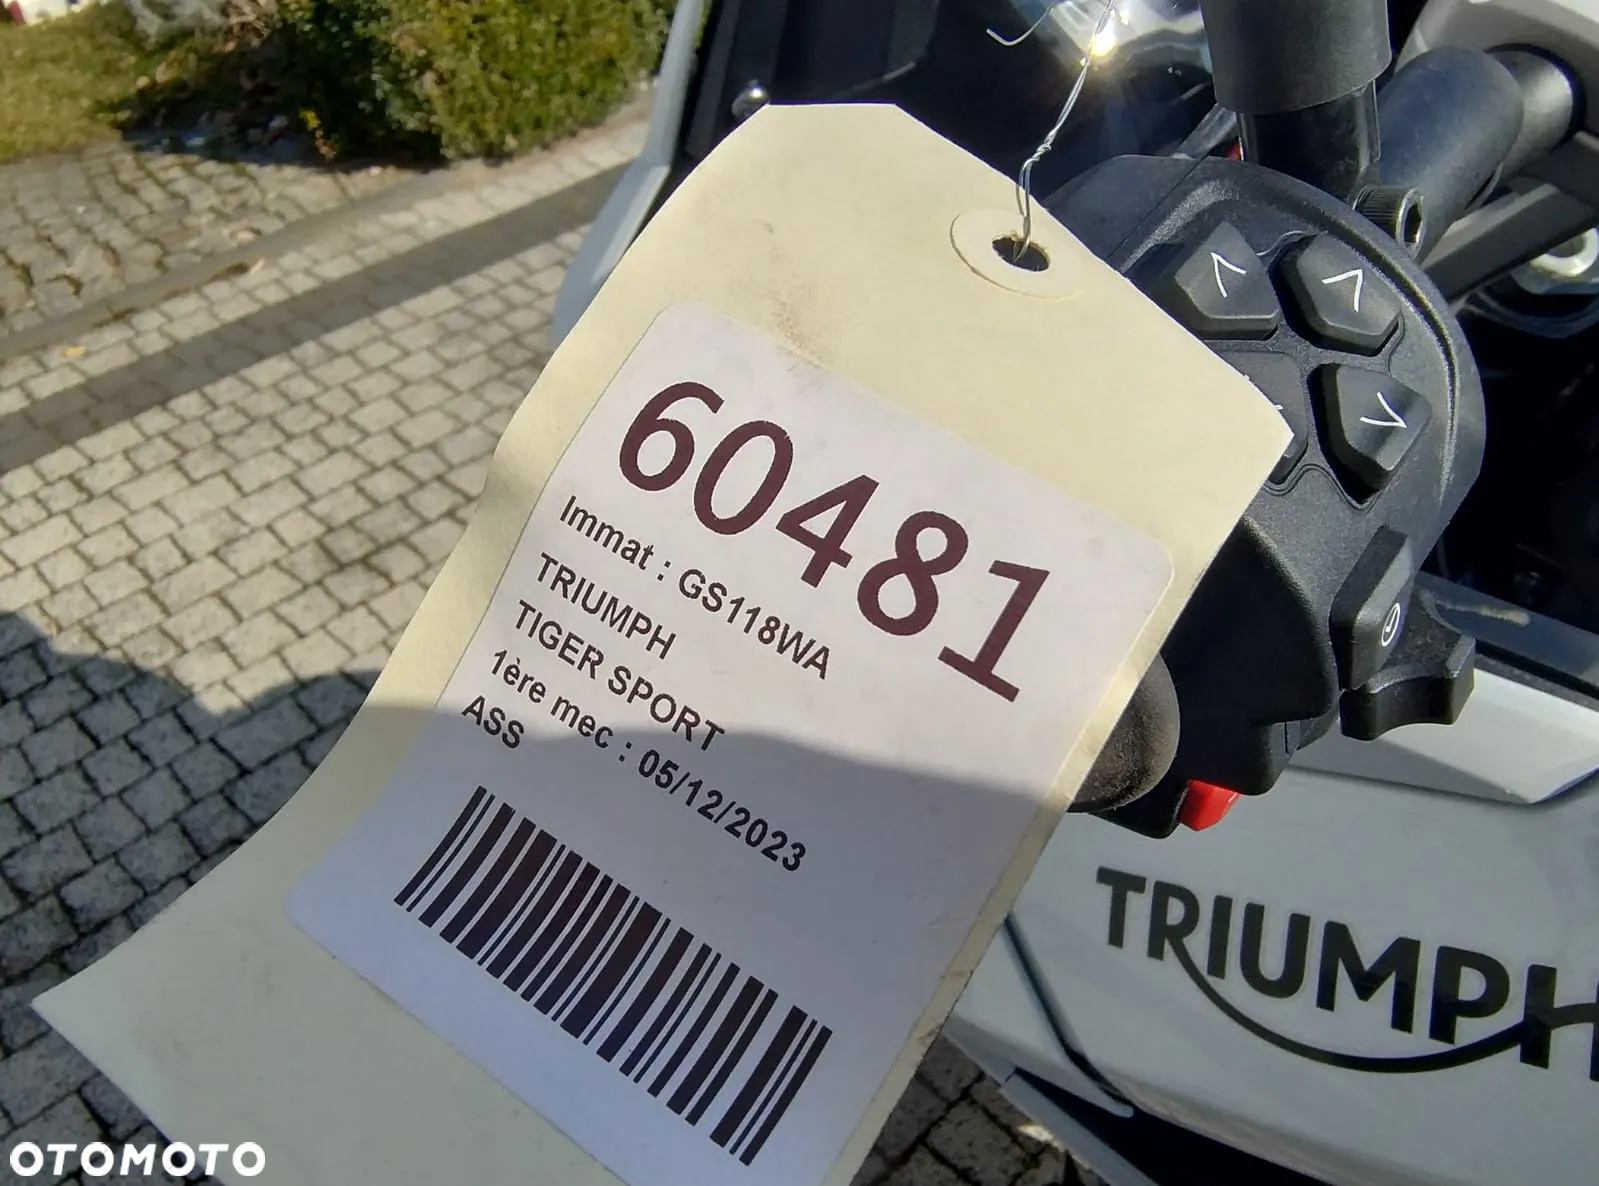 60481
Immat : GS118WA
TRIUMPH
TIGER SPORT
1ère mec : 05/12/2023
ASS
TRIUMPH
OTOMOTO